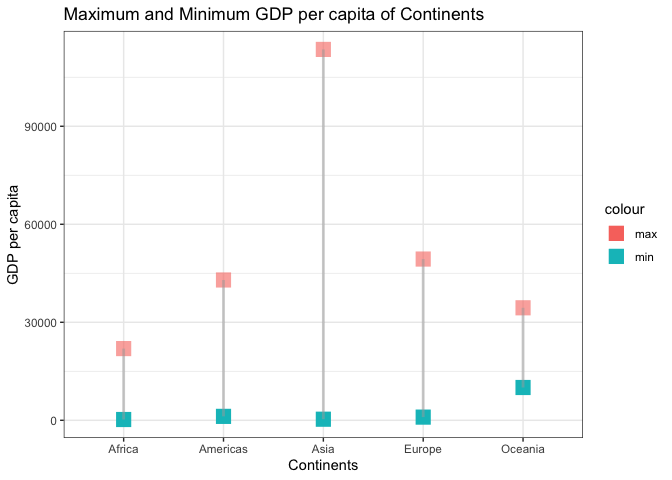 Maximum and Minimum GDP per capita of Continents
GDP per capita
90000
60000
30000
0
Africa Americas Asia Europe Oceania
Continents
colour
max
min